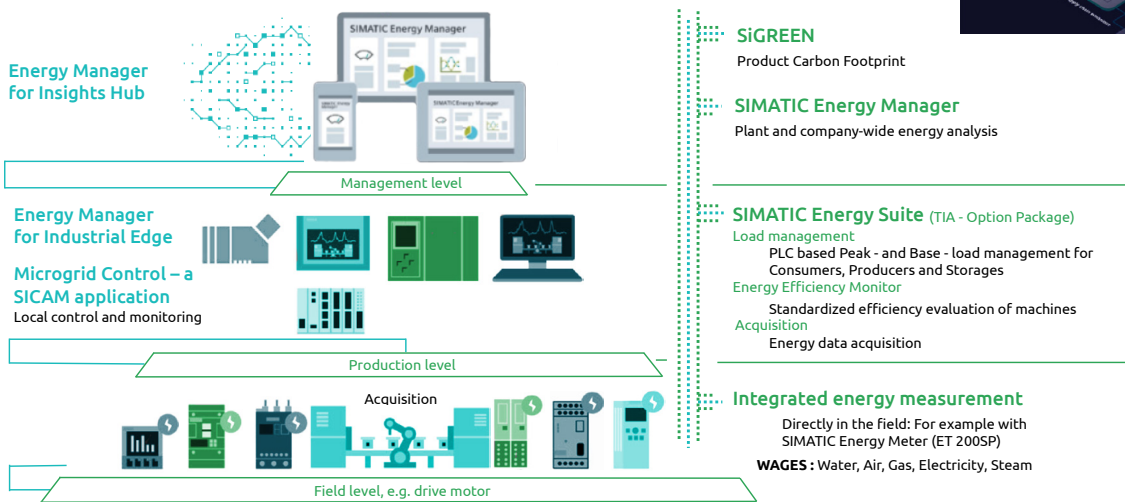 Energy Manager
for Insights Hub
SIMATIC Energy Manager
SIMATIC Energy Manager
Management level
Energy Manager
for Industrial Edge
Microgrid Control – a
SICAM application
Local control and monitoring
Production level
Acquisition
Field level, e.g. drive motor
SiGREEN
Product Carbon Footprint
SIMATIC Energy Manager
Plant and company-wide energy analysis
SIMATIC Energy Suite (TIA - Option Package)
Load management
PLC based Peak - and Base - load management for
Consumers, Producers and Storages
Energy Efficiency Monitor
Standardized efficiency evaluation of machines
Acquisition
Energy data acquisition
Integrated energy measurement
Directly in the field: For example with
SIMATIC Energy Meter (ET 200SP)
WAGES : Water, Air, Gas, Electricity, Steam